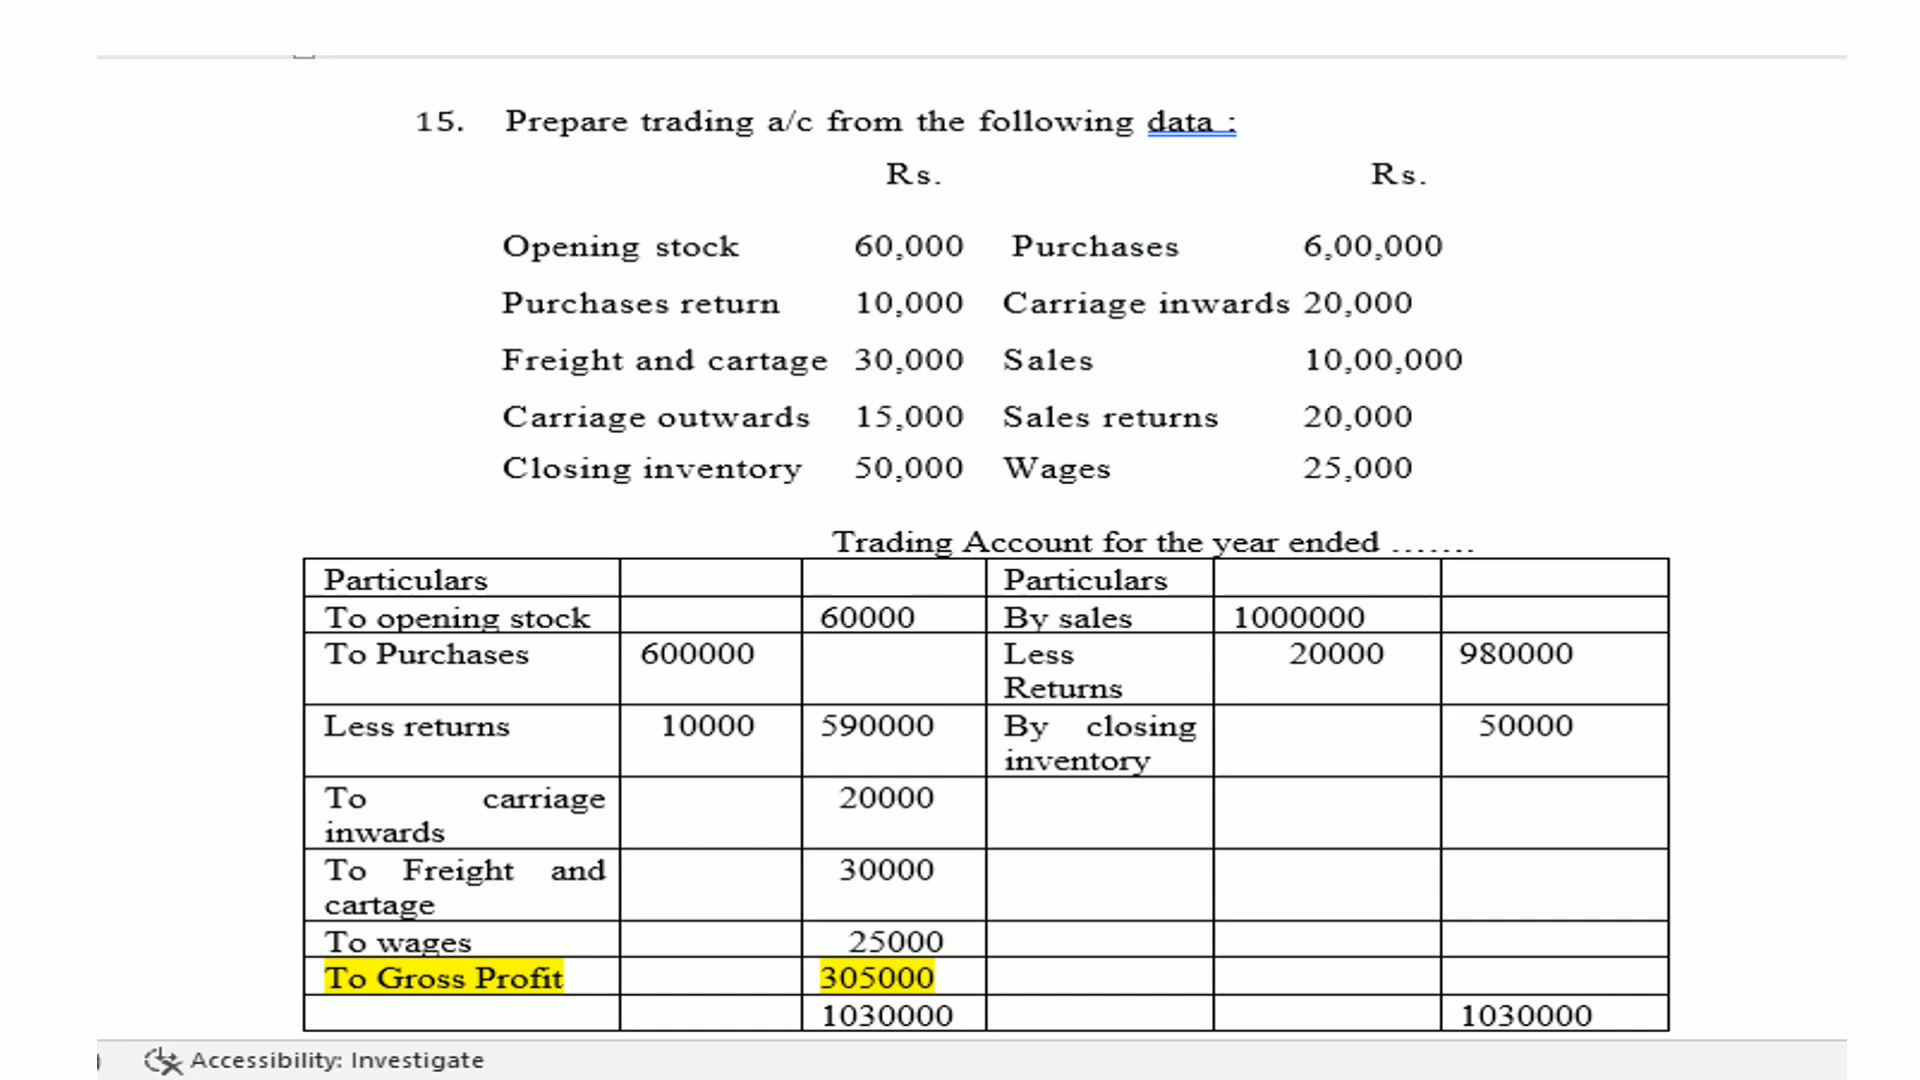 15. Prepare trading a/c from the following data :
Rs. Rs.
Opening stock 60,000 Purchases 6,00,000
Purchases return 10,000 Carriage inwards 20,000
Freight and cartage 30,000 Sales 10,00,000
Carriage outwards 15,000 Sales returns 20,000
Closing inventory 50,000 Wages 25,000
Trading Account for the year ended .......
Particulars Particulars
To opening stock 60000 By sales 1000000
To Purchases 600000 Less 20000 980000
Returns
Less returns 10000 590000 By closing 50000
inventory
To carriage 20000
inwards
To Freight and 30000
cartage
To wages 25000
To Gross Profit 305000
1030000 1030000
Accessibility: Investigate